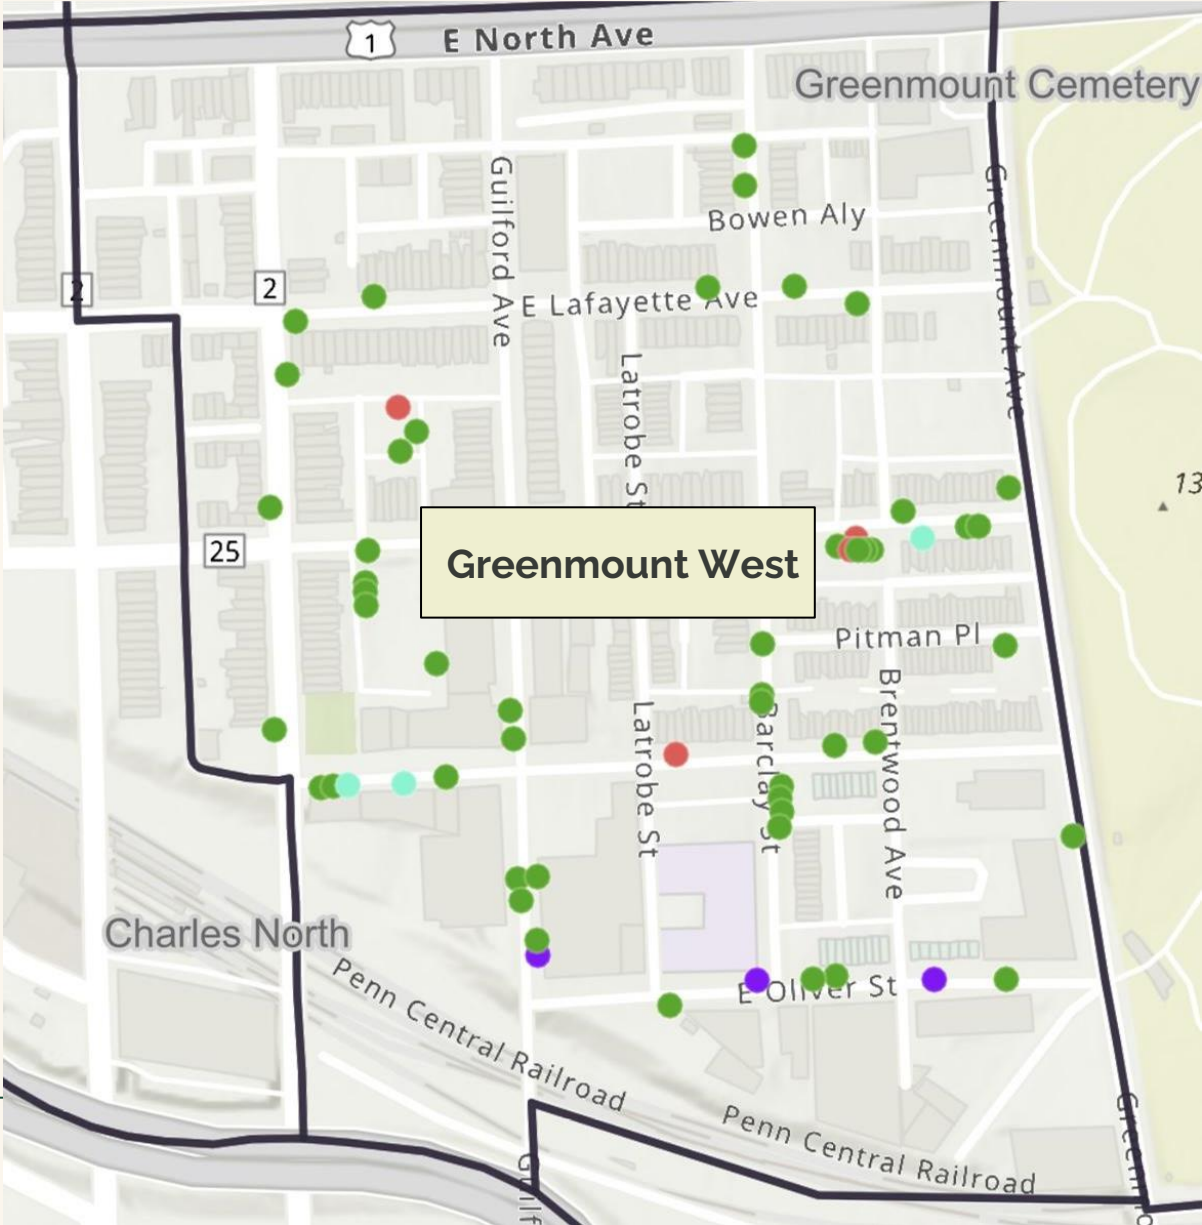 1
E North Ave
Greenmount Cemetery
Guilford Ave
Bowen Aly
Greenmount Ave
2
2
E Lafayette Ave
Latrobe St
13
25
Greenmount West
Pitman Pl
Brentwood Ave
Latrobe St
Barclay St
Charles North
E Oliver St
Penn Central Railroad
Penn Central Railroad